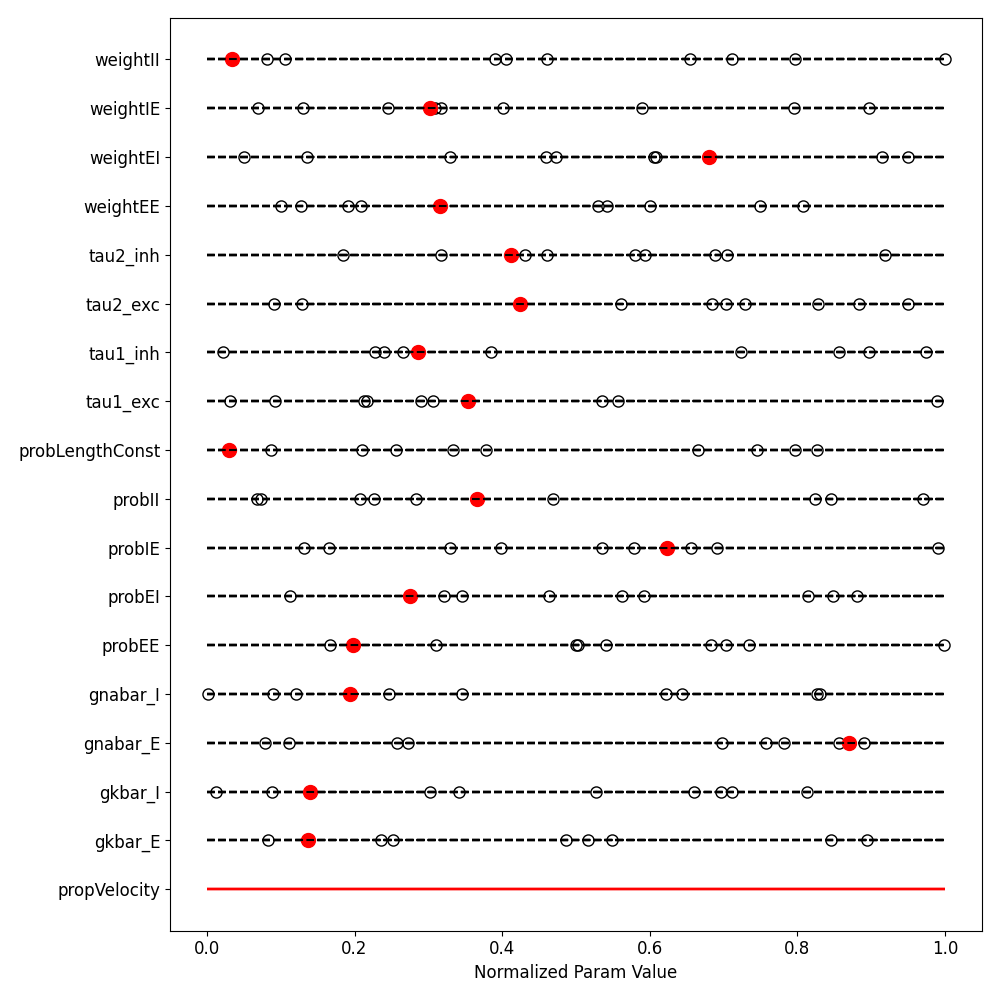 weightII
weightIE
weightEI
weightEE
tau2_inh
tau2_exc
tau1_inh
tau1_exc
probLengthConst
probII
probIE
probEI
probEE
gnabar_I
gnabar_E
gkbar_I
gkbar_E
propVelocity
0.0 0.2 0.4 0.6 0.8 1.0
Normalized Param Value